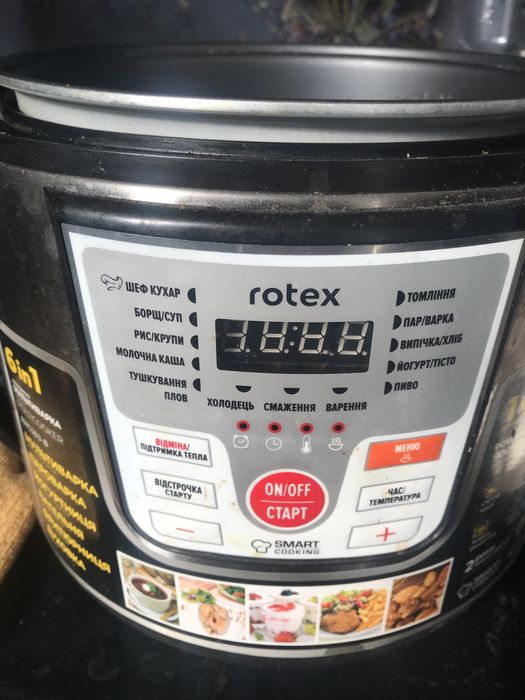 rotex
ШЕФ КУХАР
БОРЩ/СУП
РИС/КРУПИ
МОЛОЧНА КАША
ТУШКУВАННЯ
ПЛОВ
ТОМЛІННЯ
ПАР/ВАРКА
ВИПІЧКА/ХЛІБ
ЙОГУРТ/ТІСТО
ПИВО
ХОЛОДЕЦЬ СМАЖЕННЯ ВАРЕННЯ
ВІДМІНА/
ПІДТРИМКА ТЕПЛА
МЕНЮ
ВІДСТРОЧКА
СТАРТУ
ON/OFF
СТАРТ
ЧАС/
ТЕМПЕРАТУРА
−
+
SMART
COOKING
6in1